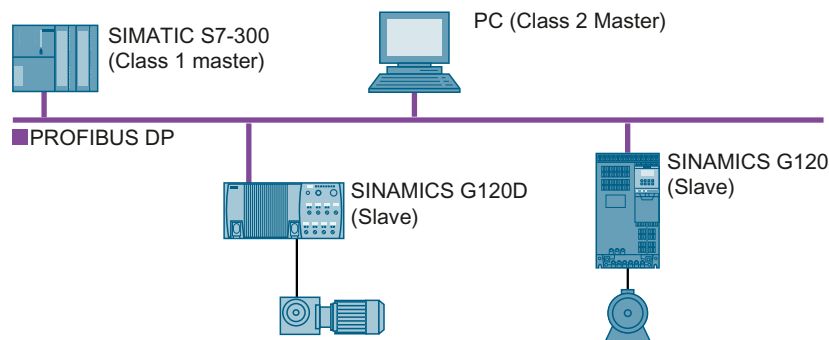 SIMATIC S7-300
(Class 1 master)
PC (Class 2 Master)
PROFIBUS DP
SINAMICS G120D
(Slave)
SINAMICS G120
(Slave)